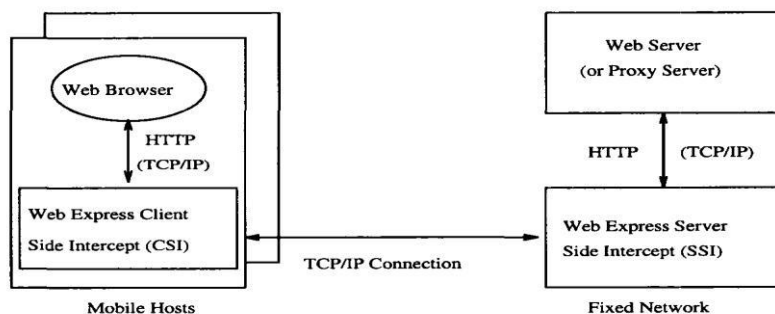 Web Browser
HTTP
(TCP/IP)
Web Express Client
Side Intercept (CSI)
Mobile Hosts
TCP/IP Connection
Web Server
(or Proxy Server)
HTTP
(TCP/IP)
Web Express Server
Side Intercept (SSI)
Fixed Network